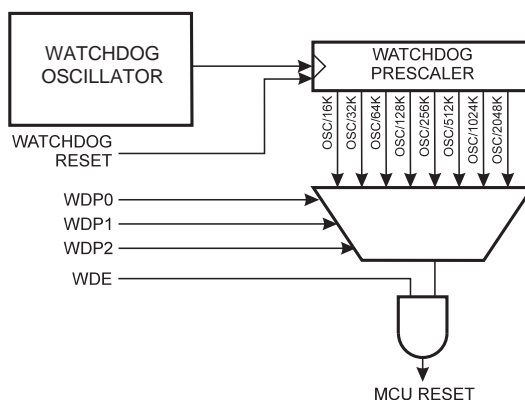 WATCHDOG
OSCILLATOR
WATCHDOG
PRESCALER
WATCHDOG
RESET
OSC/16K
OSC/32K
OSC/64K
OSC/128K
OSC/256K
OSC/512K
OSC/1024K
OSC/2048K
WDP0
WDP1
WDP2
WDE
MCU RESET